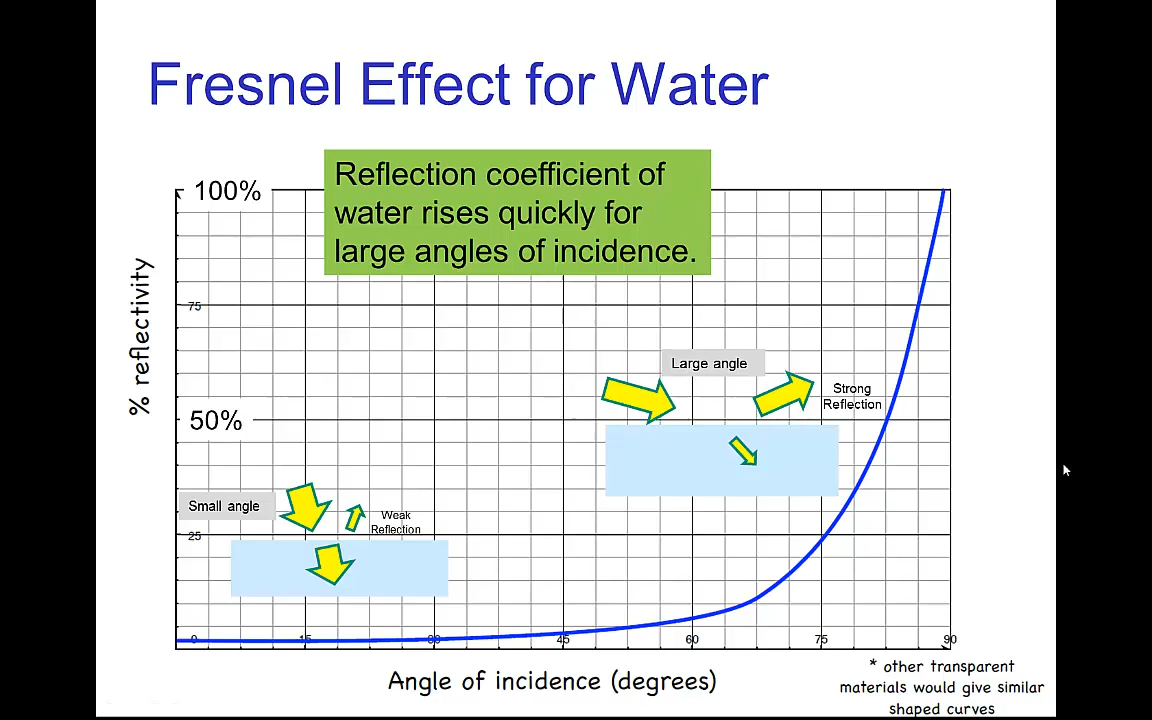 Fresnel Effect for Water
Reflection coefficient of
water rises quickly for
large angles of incidence.
100%
% reflectivity
75
Large angle
Strong
Reflection
50%
Small angle
Weak
Reflection
25
0 15 30 45 60 75 90
Angle of incidence (degrees)
* other transparent
materials would give similar
shaped curves